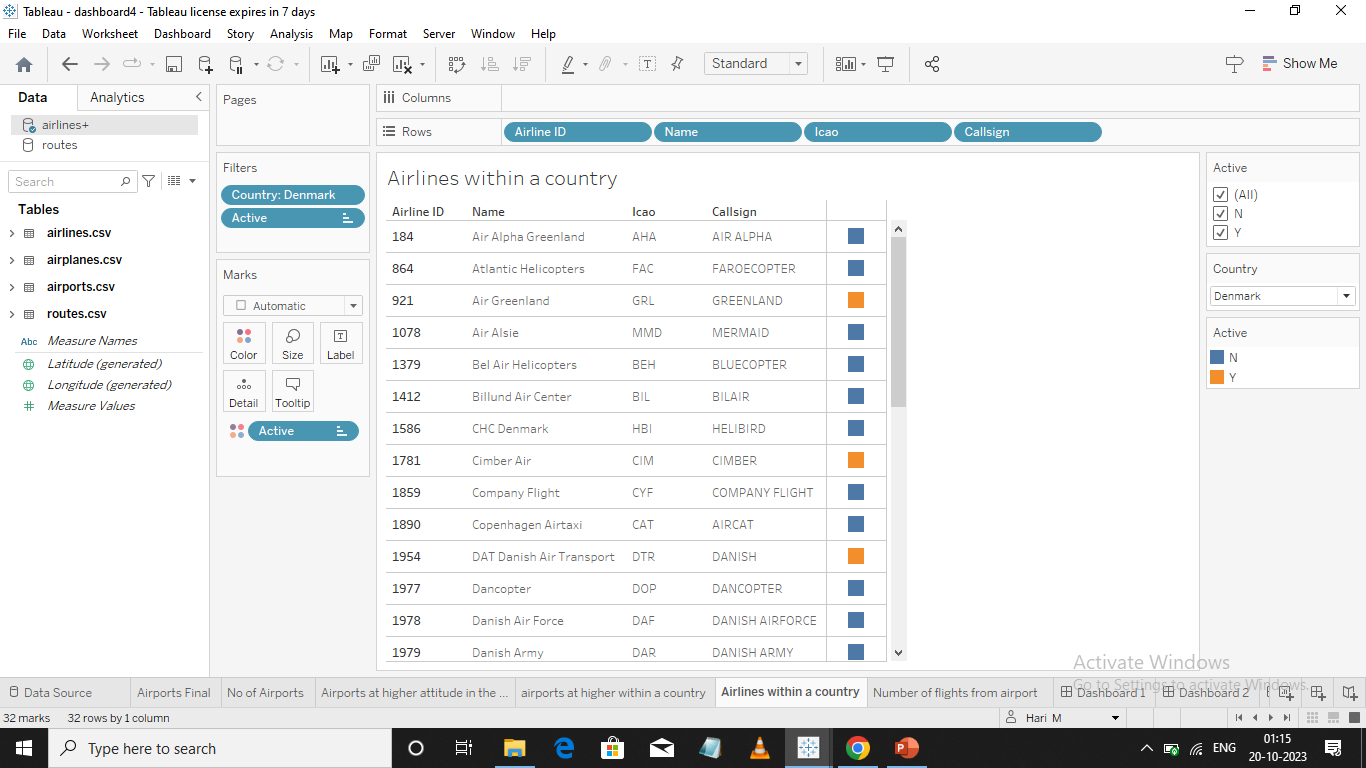 Tableau - dashboard4 - Tableau license expires in 7 days
File Data Worksheet Dashboard Story Analysis Map Format Server Window Help
Standard
Show Me
Data Analytics
airlines+
routes
Search
Tables
airlines.csv
airplanes.csv
airports.csv
routes.csv
Abc Measure Names
Latitude (generated)
Longitude (generated)
# Measure Values
Pages
Filters
Country: Denmark
Active
Marks
Automatic
Color Size Label
Detail Tooltip
Active
Columns
Rows Airline ID Name Icao Callsign
Airlines within a country
Airline ID Name Icao Callsign
184 Air Alpha Greenland AHA AIR ALPHA
864 Atlantic Helicopters FAC FAROECOPTER
921 Air Greenland GRL GREENLAND
1078 Air Alsie MMD MERMAID
1379 Bel Air Helicopters BEH BLUECOPTER
1412 Billund Air Center BIL BILAIR
1586 CHC Denmark HBI HELIBIRD
1781 Cimber Air CIM CIMBER
1859 Company Flight CYF COMPANY FLIGHT
1890 Copenhagen Airtaxi CAT AIRCAT
1954 DAT Danish Air Transport DTR DANISH
1977 Dancopter DOP DANCOPTER
1978 Danish Air Force DAF DANISH AIRFORCE
1979 Danish Army DAR DANISH ARMY
Active
(All)
N
Y
Country
Denmark
Active
N
Y
Activate Windows
Go to Settings to activate Windows.
Data Source Airports Final No of Airports Airports at higher attitude in the ... airports at higher within a country Airlines within a country Number of flights from airport Dashboard 1 Dashboard 2
32 marks 32 rows by 1 column Hari M
Type here to search
ENG
01:15
20-10-2023